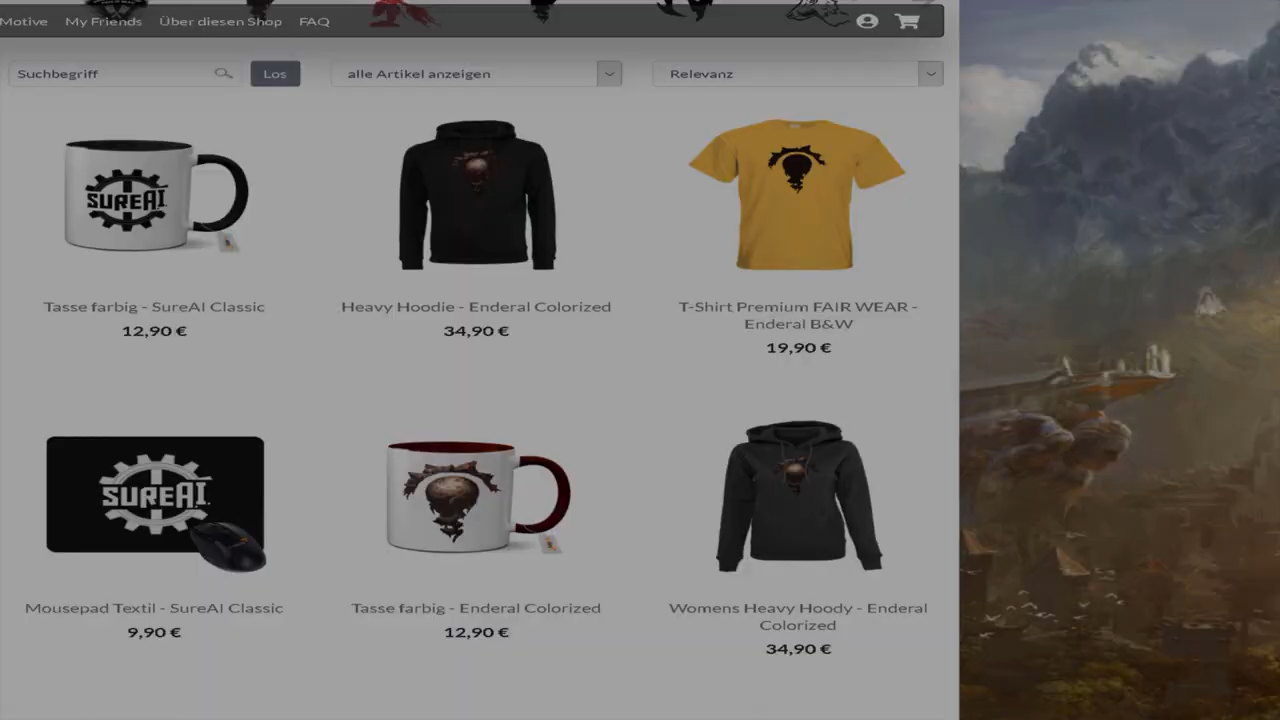 Motive My Friends Über diesen Shop FAQ
Suchbegriff Los alle Artikel anzeigen Relevanz
SUREAI
Tasse farbig - SureAI Classic
12,90 €
Heavy Hoodie - Enderal Colorized
34,90 €
T-Shirt Premium FAIR WEAR -
Enderal B&W
19,90 €
SUREAI
Mousepad Textil - SureAI Classic
9,90 €
Tasse farbig - Enderal Colorized
12,90 €
Womens Heavy Hoody - Enderal
Colorized
34,90 €